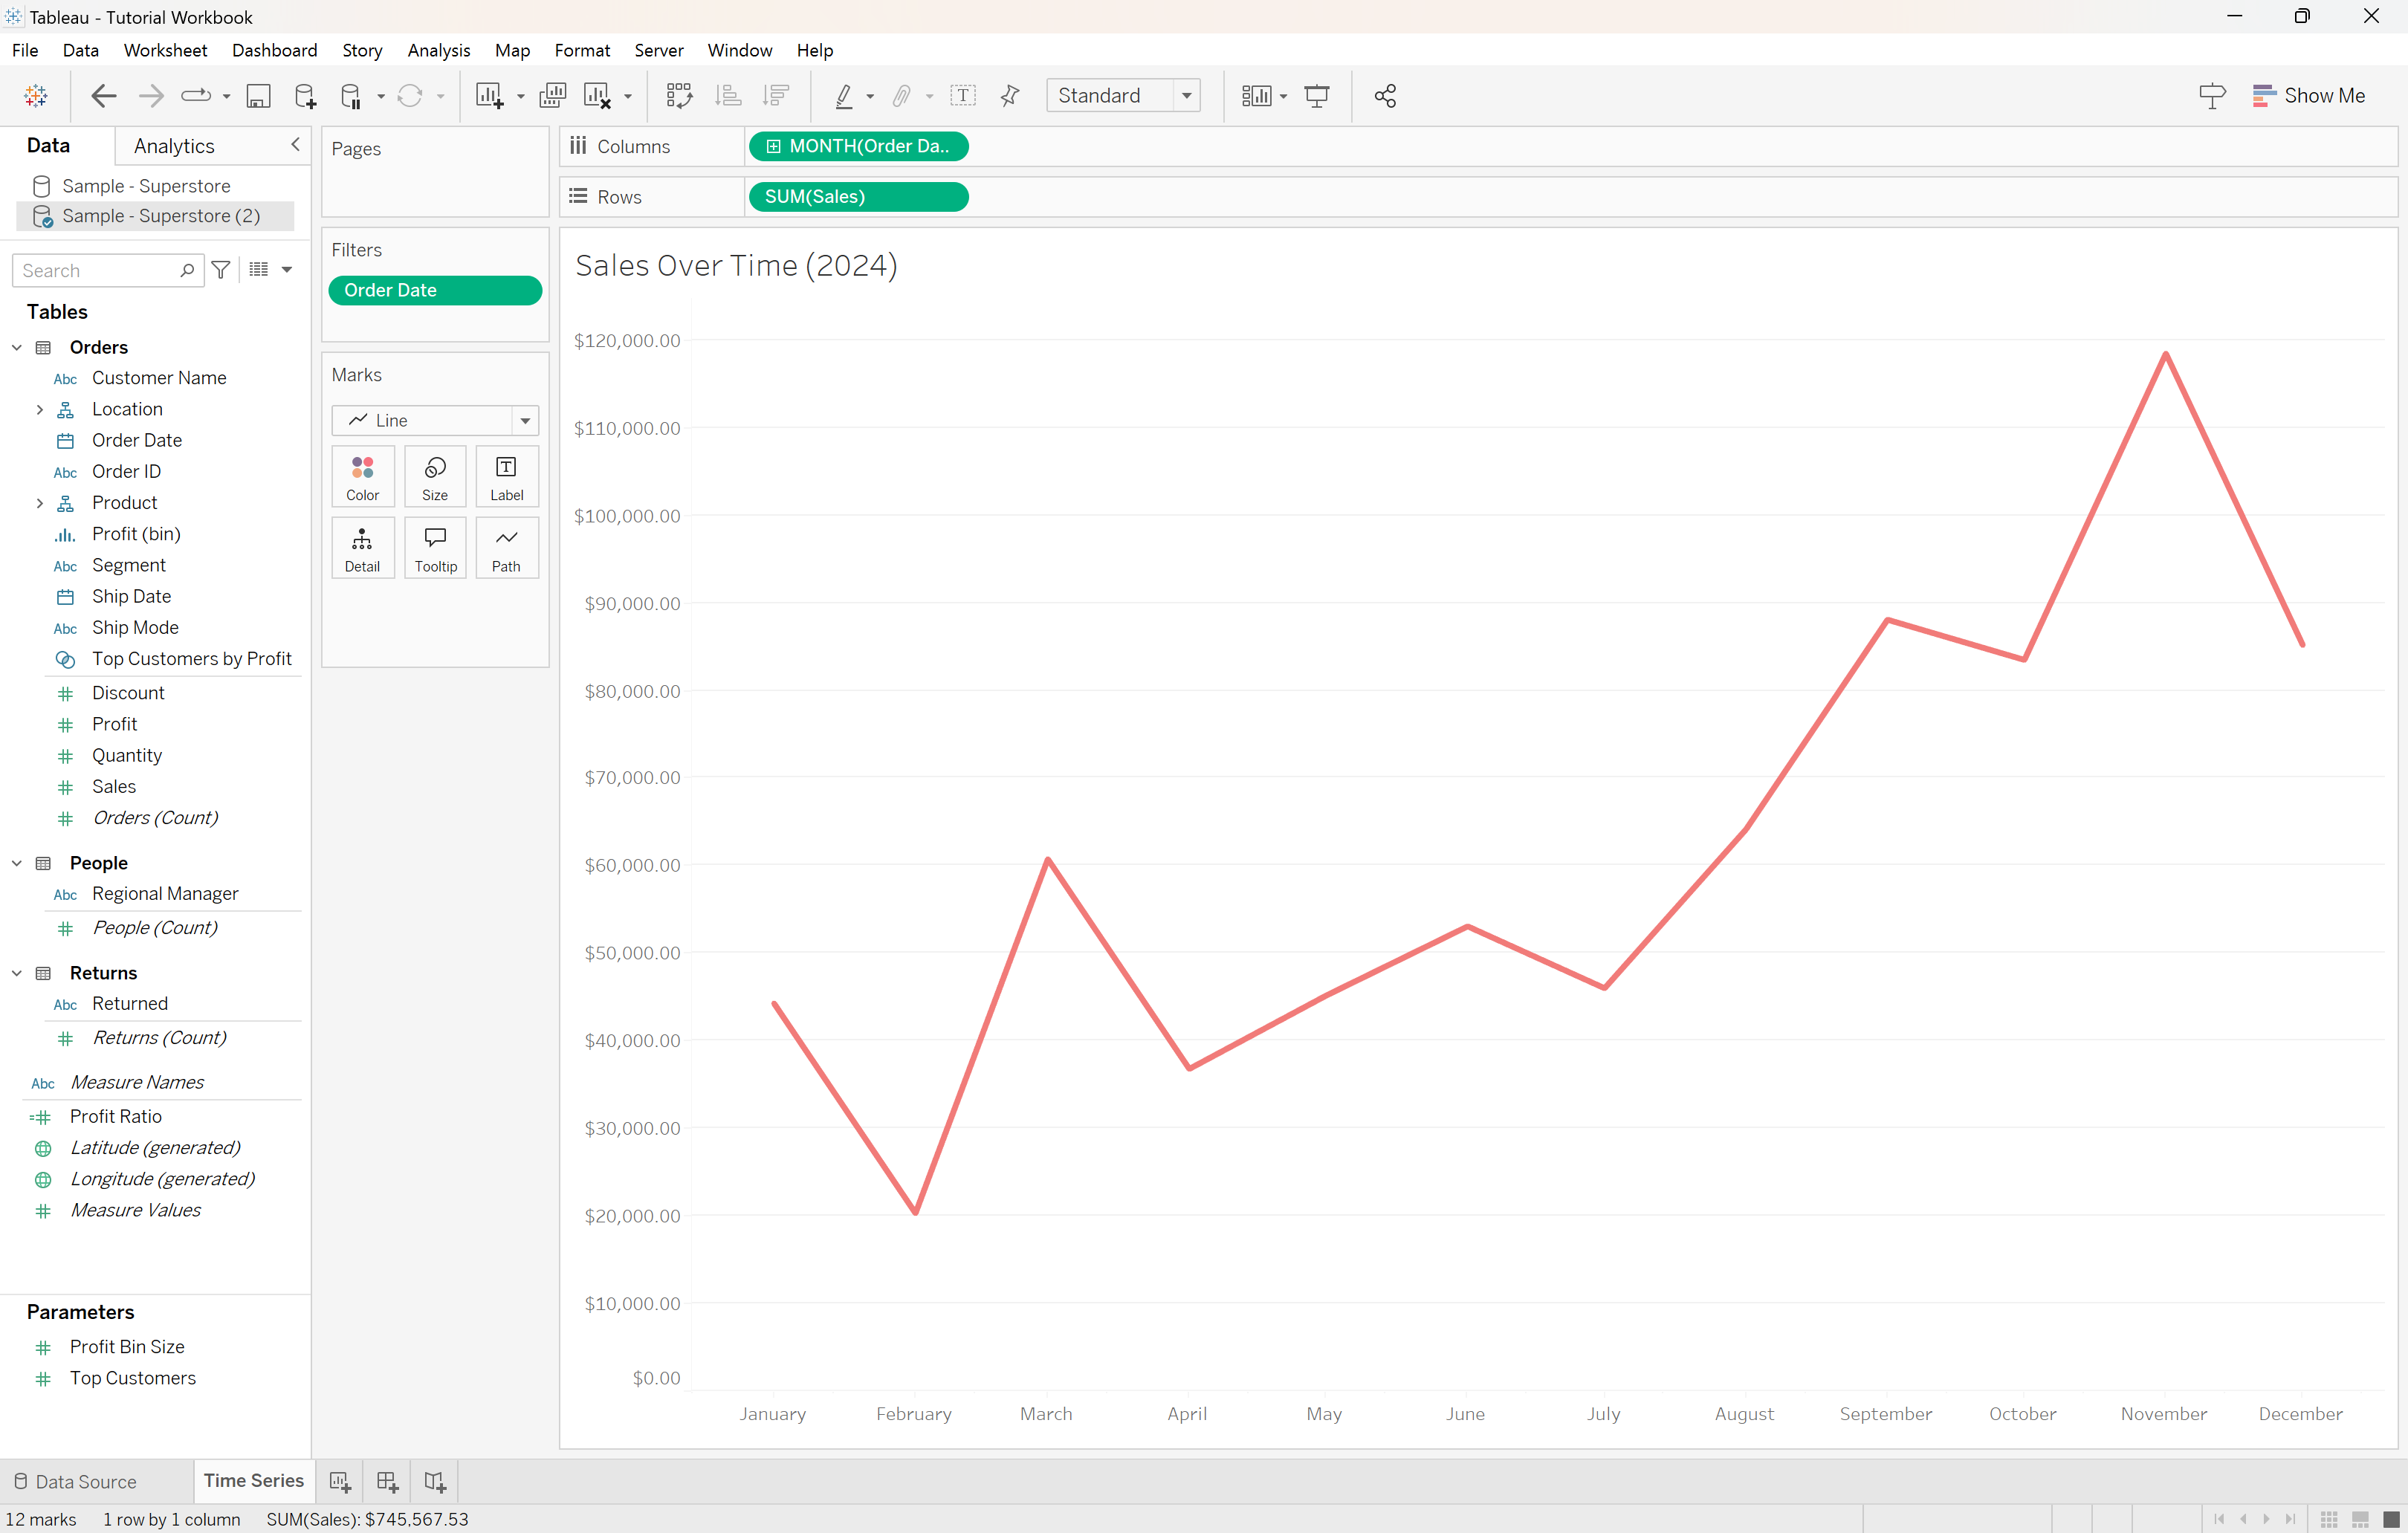 Tableau - Tutorial Workbook
File Data Worksheet Dashboard Story Analysis Map Format Server Window Help
Standard
Show Me
Data
Analytics
Sample - Superstore
Sample - Superstore (2)
Search
Tables
Orders
Abc Customer Name
Location
Order Date
Abc Order ID
Product
Profit (bin)
Abc Segment
Ship Date
Abc Ship Mode
Top Customers by Profit
# Discount
# Profit
# Quantity
# Sales
# Orders (Count)
People
Abc Regional Manager
# People (Count)
Returns
Abc Returned
# Returns (Count)
Abc Measure Names
=# Profit Ratio
Latitude (generated)
Longitude (generated)
# Measure Values
Parameters
# Profit Bin Size
# Top Customers
Pages
Filters
Order Date
Marks
Line
Color Size Label
Detail Tooltip Path
Columns MONTH(Order Da..
Rows SUM(Sales)
Sales Over Time (2024)
$120,000.00
$110,000.00
$100,000.00
$90,000.00
$80,000.00
$70,000.00
$60,000.00
$50,000.00
$40,000.00
$30,000.00
$20,000.00
$10,000.00
$0.00
January February March April May June July August September October November December
Data Source Time Series
12 marks 1 row by 1 column SUM(Sales): $745,567.53